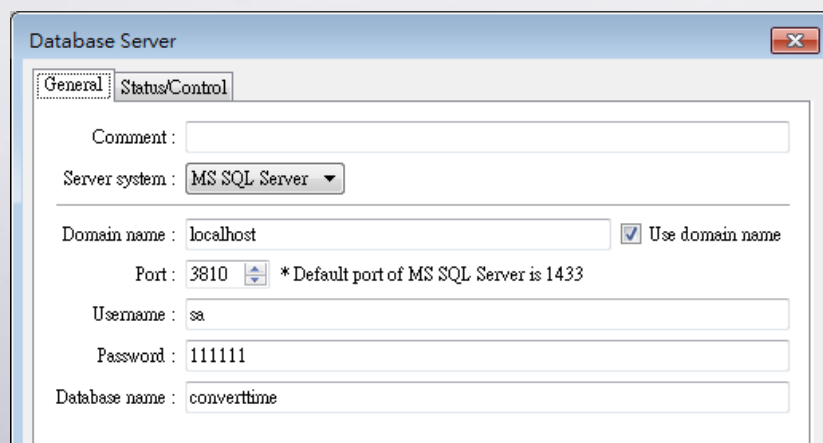 Database Server
General Status/Control
Comment :
Server system : MS SQL Server
Domain name : localhost Use domain name
Port : 3810 * Default port of MS SQL Server is 1433
Username : sa
Password : 111111
Database name : converttime